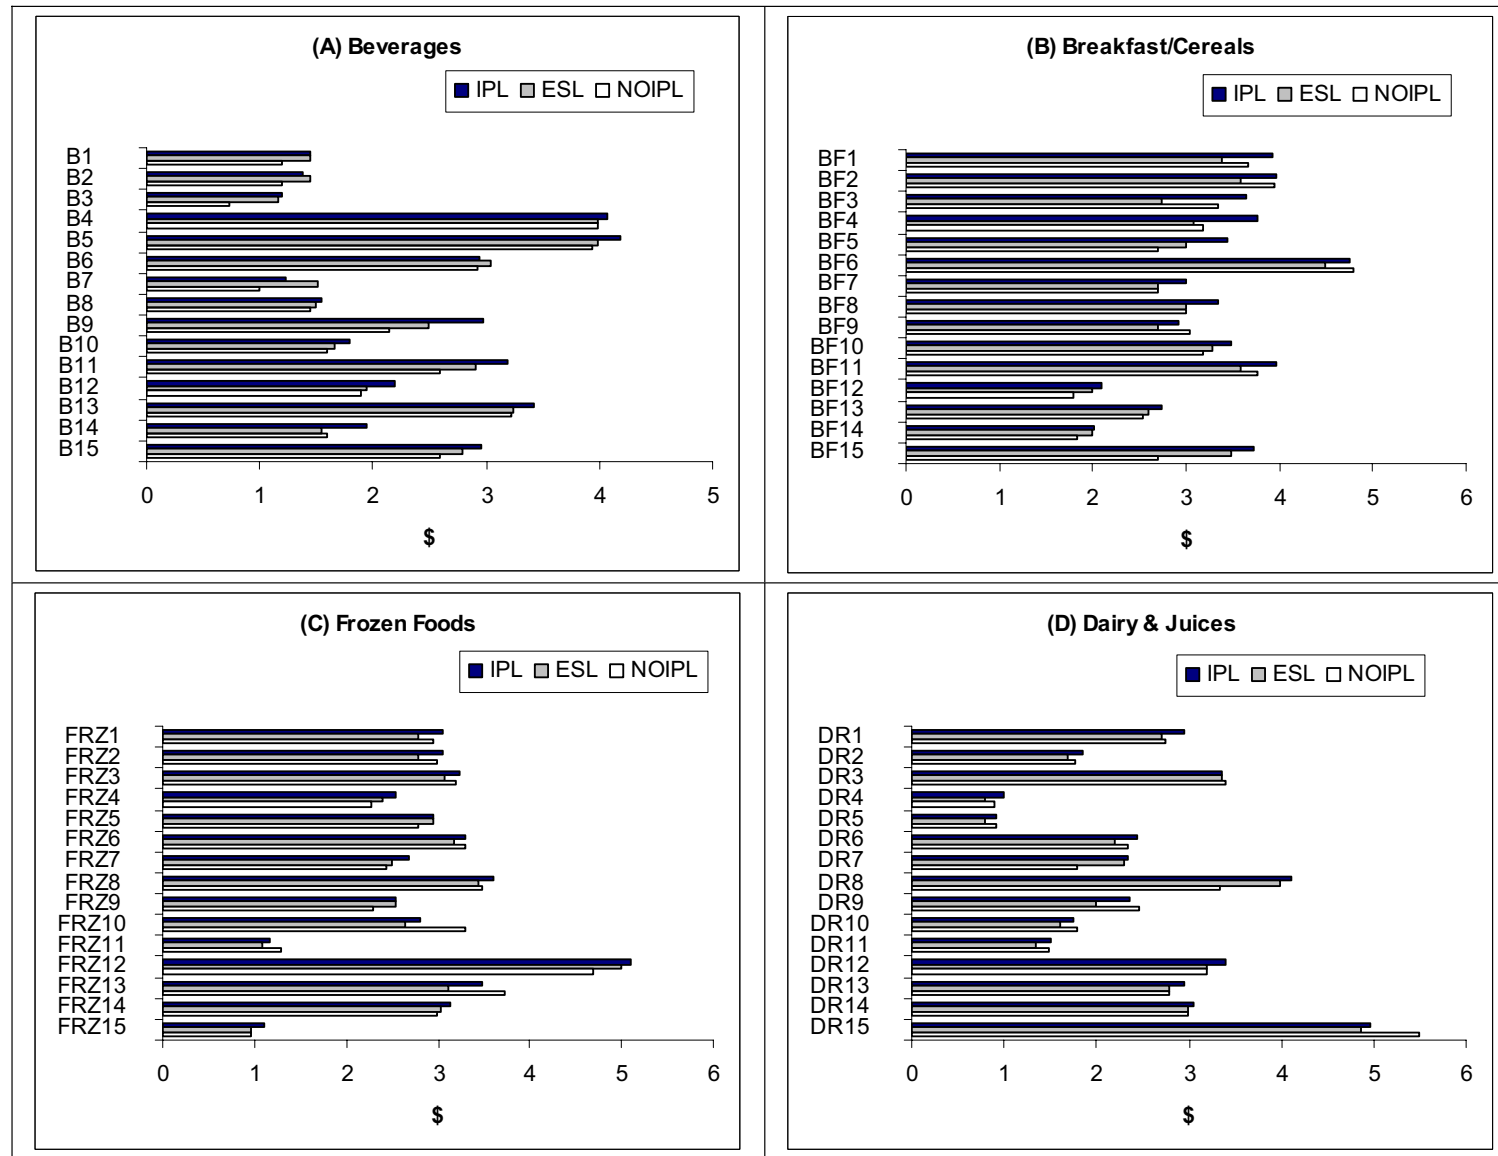 (A) Beverages
IPL ESL NOIPL
B1
B2
B3
B4
B5
B6
B7
B8
B9
B10
B11
B12
B13
B14
B15
0 1 2 3 4 5
$
(B) Breakfast/Cereals
IPL ESL NOIPL
BF1
BF2
BF3
BF4
BF5
BF6
BF7
BF8
BF9
BF10
BF11
BF12
BF13
BF14
BF15
0 1 2 3 4 5 6
$
(C) Frozen Foods
IPL ESL NOIPL
FRZ1
FRZ2
FRZ3
FRZ4
FRZ5
FRZ6
FRZ7
FRZ8
FRZ9
FRZ10
FRZ11
FRZ12
FRZ13
FRZ14
FRZ15
0 1 2 3 4 5 6
$
(D) Dairy & Juices
IPL ESL NOIPL
DR1
DR2
DR3
DR4
DR5
DR6
DR7
DR8
DR9
DR10
DR11
DR12
DR13
DR14
DR15
0 1 2 3 4 5 6
$